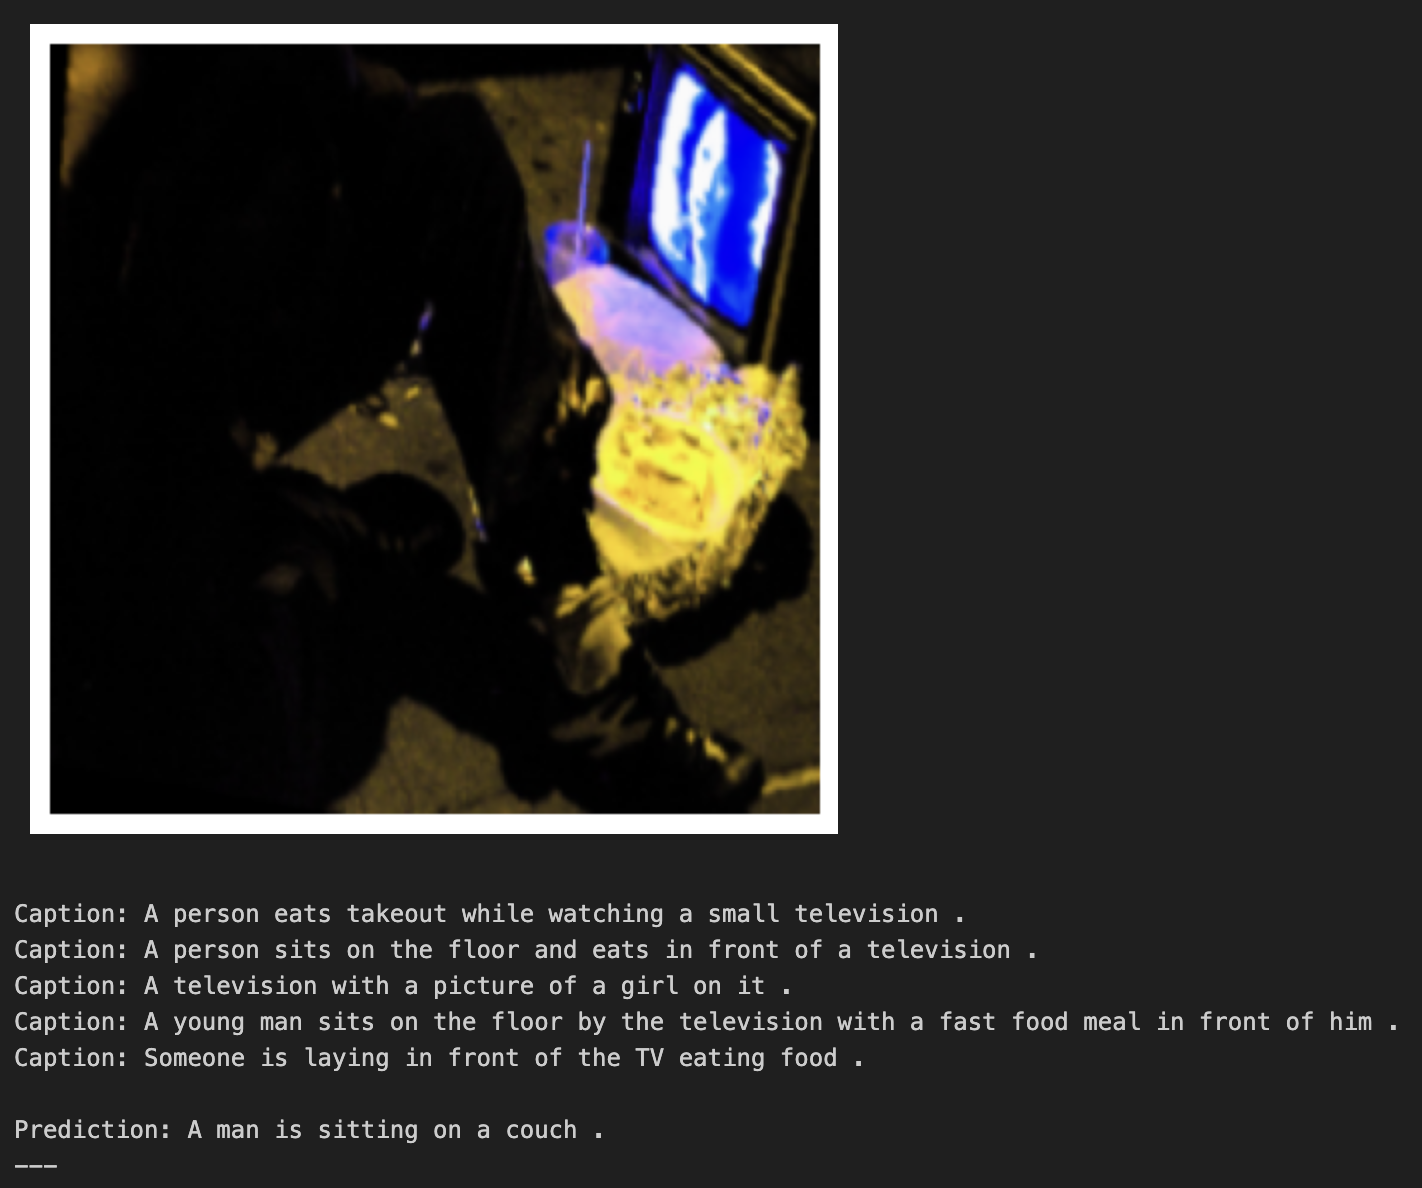 Caption: A person eats takeout while watching a small television .
Caption: A person sits on the floor and eats in front of a television .
Caption: A television with a picture of a girl on it .
Caption: A young man sits on the floor by the television with a fast food meal in front of him .
Caption: Someone is laying in front of the TV eating food .
Prediction: A man is sitting on a couch .
---